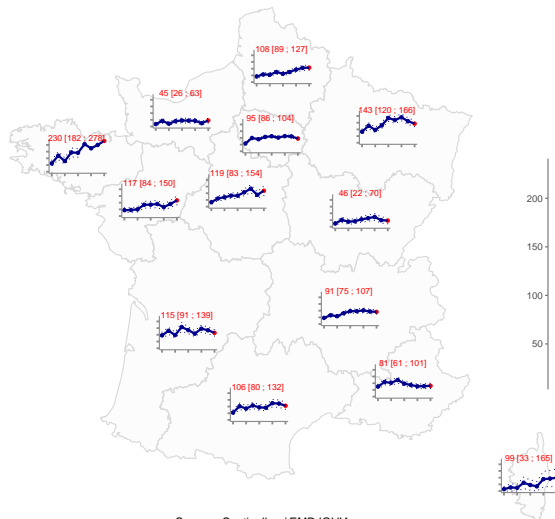 108 [89 ; 127]
45 [26 ; 63]
143 [120 ; 166]
95 [86 ; 104]
230 [182 ; 278]
119 [83 ; 154]
117 [84 ; 150]
46 [22 ; 70]
200
150
91 [75 ; 107]
100
115 [91 ; 139]
50
81 [61 ; 101]
106 [80 ; 132]
99 [33 ; 165]